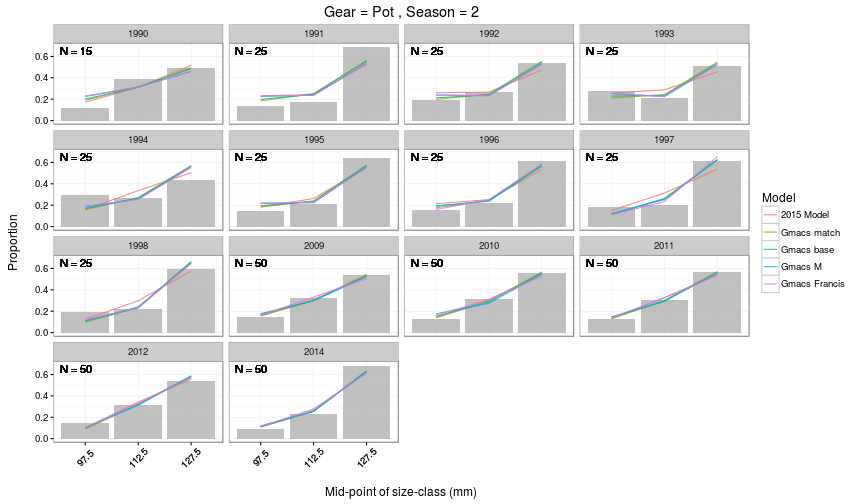 Gear = Pot , Season = 2
1990 1991 1992 1993
N = 15 N = 25 N = 25 N = 25
0.6
0.4
0.2
0.0
1994 1995 1996 1997
N = 25 N = 25 N = 25 N = 25
0.6
0.4
0.2
0.0
1998 2009 2010 2011
N = 25 N = 50 N = 50 N = 50
0.6
0.4
0.2
0.0
2012 2014
N = 50 N = 50
0.6
0.4
0.2
0.0
97.5 112.5 127.5 97.5 112.5 127.5
Mid-point of size-class (mm)
Proportion
Model
2015 Model
Gmacs match
Gmacs base
Gmacs M
Gmacs Francis